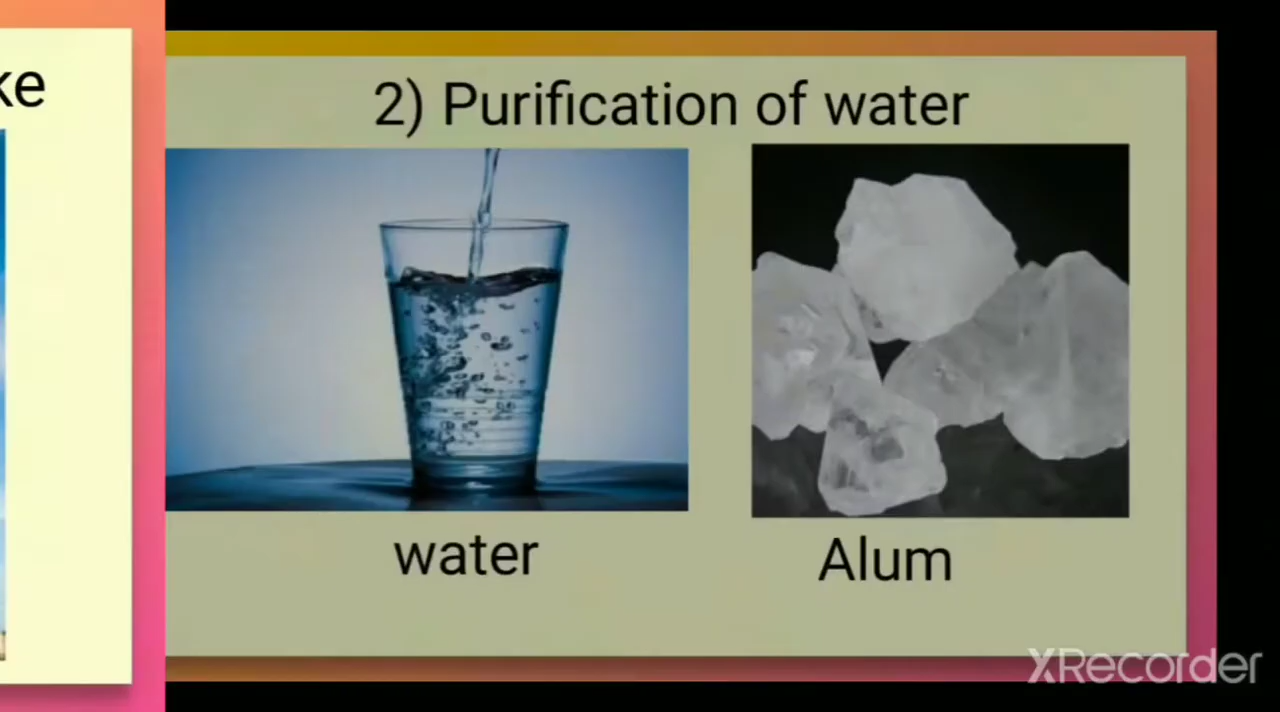 ke
2) Purification of water
water
Alum
XRecorder